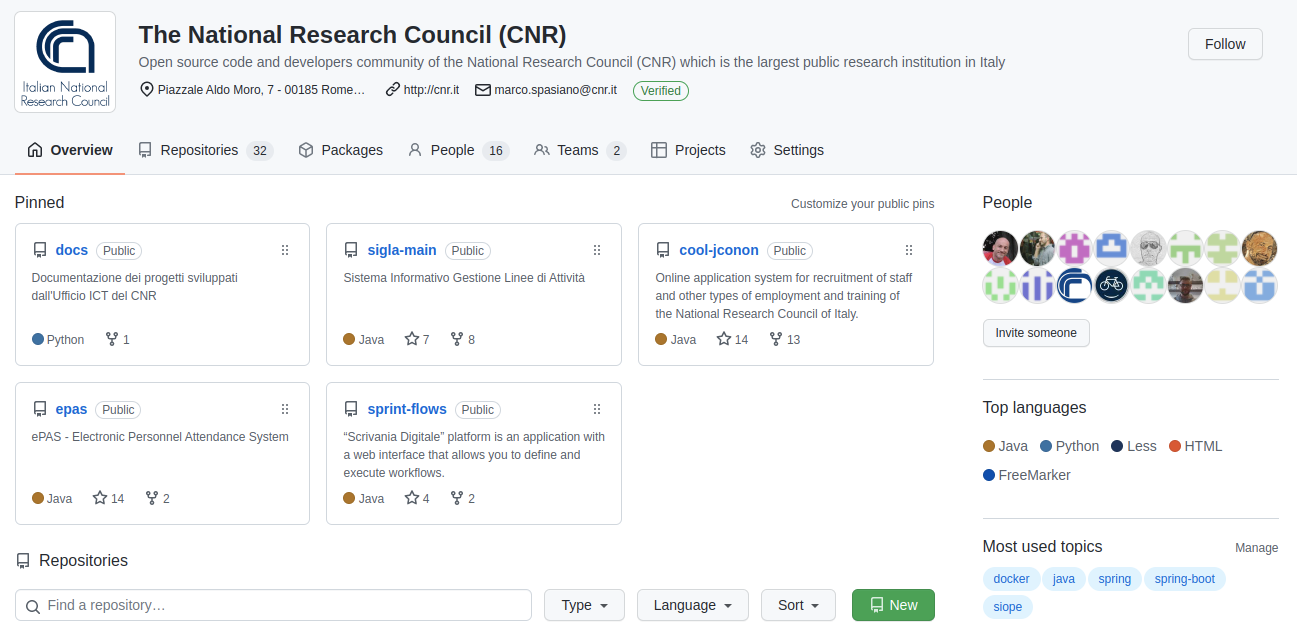 Italian National
Research Council
The National Research Council (CNR)
Open source code and developers community of the National Research Council (CNR) which is the largest public research institution in Italy
Piazzale Aldo Moro, 7 - 00185 Rome… http://cnr.it marco.spasiano@cnr.it Verified
Follow
Overview Repositories 32 Packages People 16 Teams 2 Projects Settings
Pinned Customize your public pins
docs Public
Documentazione dei progetti sviluppati
dall'Ufficio ICT del CNR
Python 1
sigla-main Public
Sistema Informativo Gestione Linee di Attività
Java 7 8
cool-jconon Public
Online application system for recruitment of staff
and other types of employment and training of
the National Research Council of Italy.
Java 14 13
epas Public
ePAS - Electronic Personnel Attendance System
Java 14 2
sprint-flows Public
“Scrivania Digitale” platform is an application with
a web interface that allows you to define and
execute workflows.
Java 4 2
Repositories
Find a repository… Type Language Sort New
People
Invite someone
Top languages
Java Python Less HTML
FreeMarker
Most used topics Manage
docker java spring spring-boot
siope